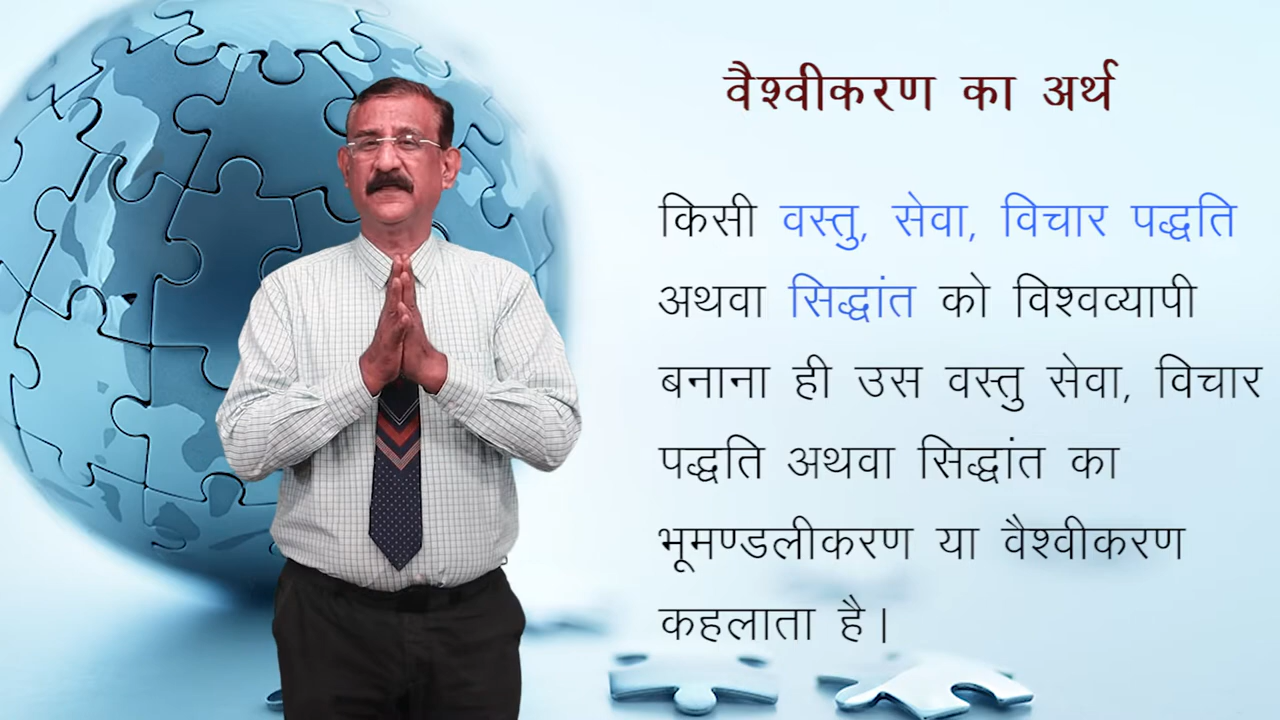 वैश्वीकरण का अर्थ
किसी वस्तु, सेवा, विचार पद्धति
अथवा सिद्धांत को विश्वव्यापी
बनाना ही उस वस्तु सेवा, विचार
पद्धति अथवा सिद्धांत का
भूमण्डलीकरण या वैश्वीकरण
कहलाता है।